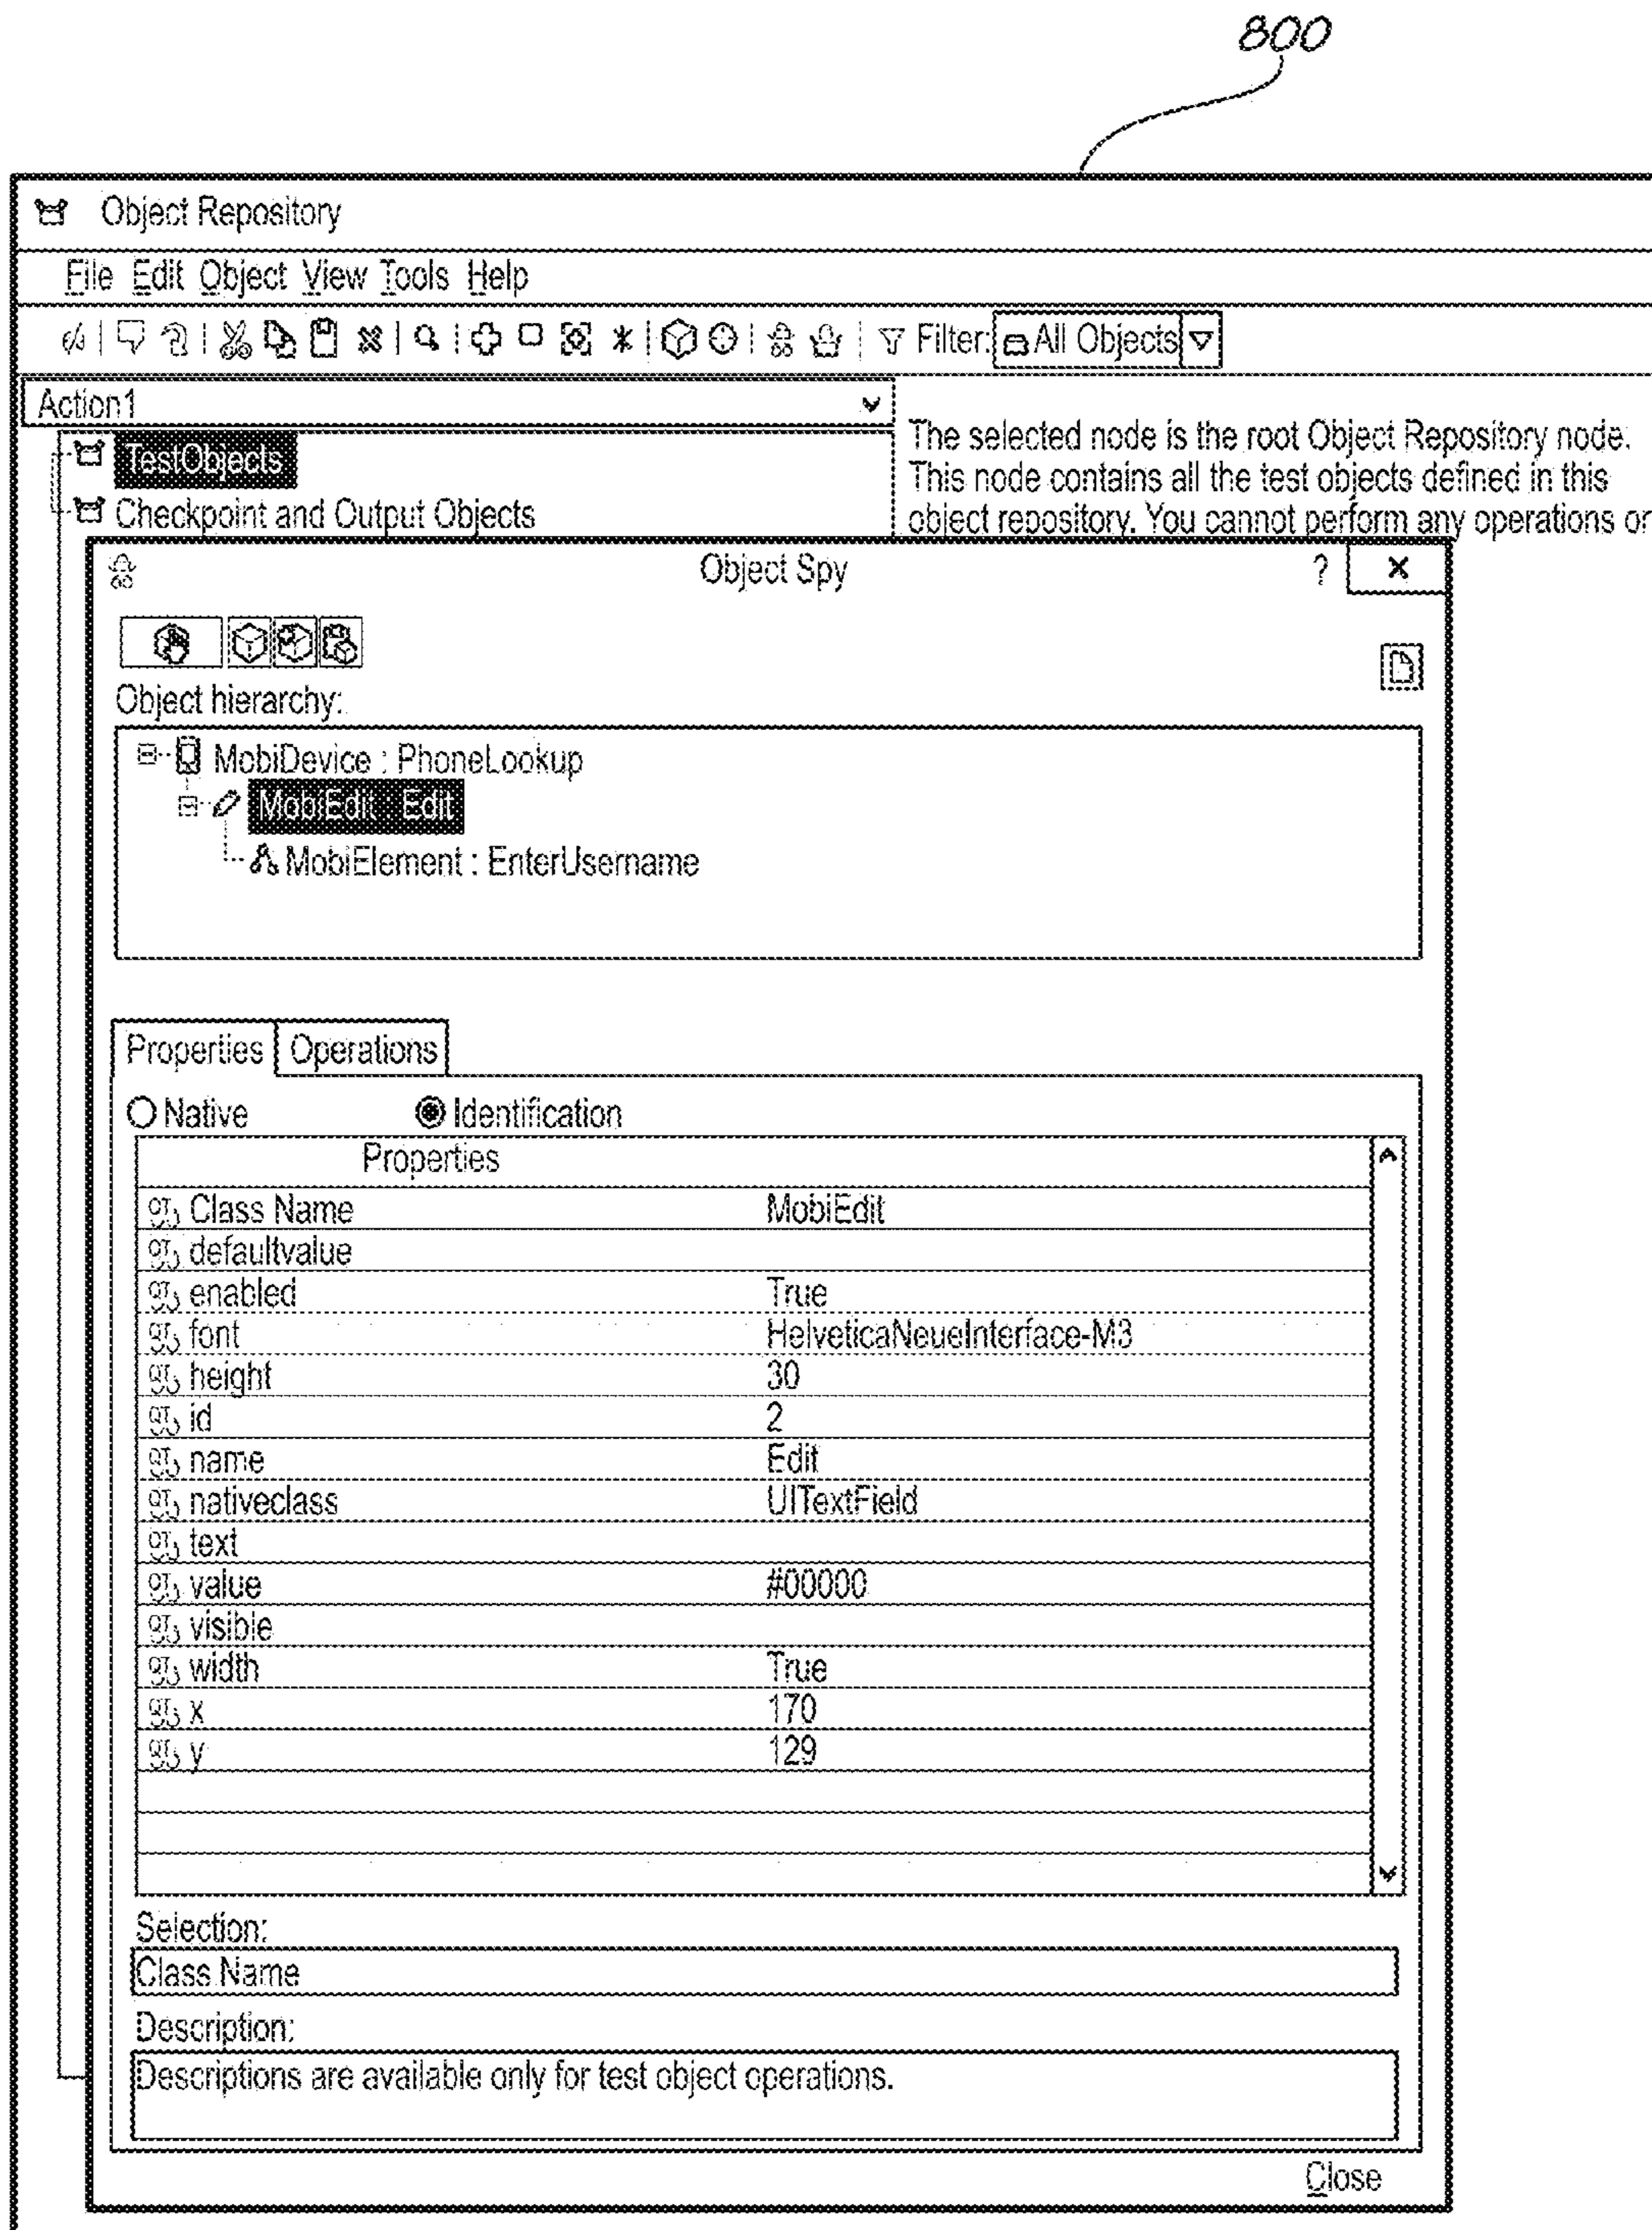 800
Object Repository
File Edit Object View Tools Help
Filter: All Objects
Action1
TestObjects
Checkpoint and Output Objects
The selected node is the root Object Repository node.
This node contains all the test objects defined in this
object repository. You cannot perform any operations or
Object Spy ? ×
Object hierarchy:
MobiDevice : PhoneLookup
MobiEdit : Edit
MobiElement : EnterUsername
Properties Operations
Native Identification
Properties
Class Name MobiEdit
defaultvalue
enabled True
font HelveticaNeueInterface-M3
height 30
id 2
name Edit
nativeclass UITextField
text
value #00000
visible
width True
x 170
y 129
Selection:
Class Name
Description:
Descriptions are available only for test object operations.
Close